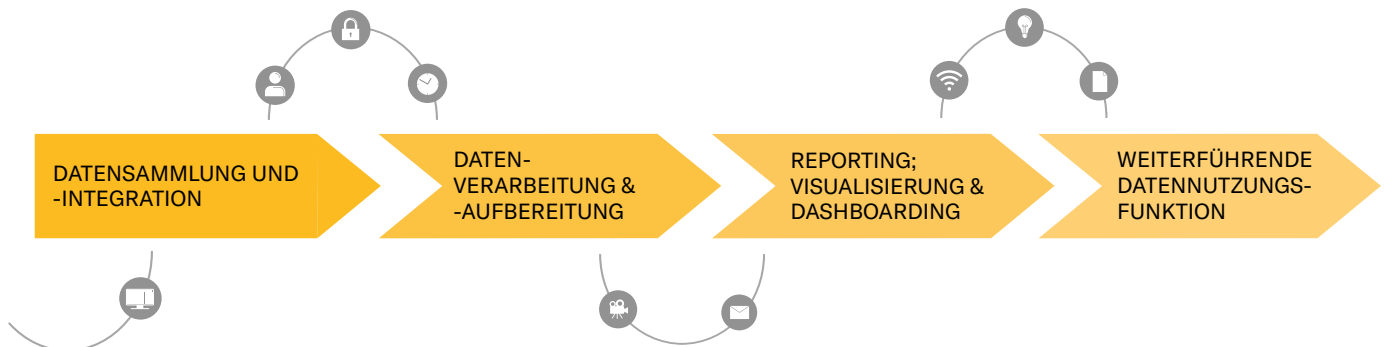 DATENSAMMLUNG UND
-INTEGRATION
DATEN-
VERARBEITUNG &
-AUFBEREITUNG
REPORTING;
VISUALISIERUNG &
DASHBOARDING
WEITERFÜHRENDE
DATENNUTZUNGS-
FUNKTION